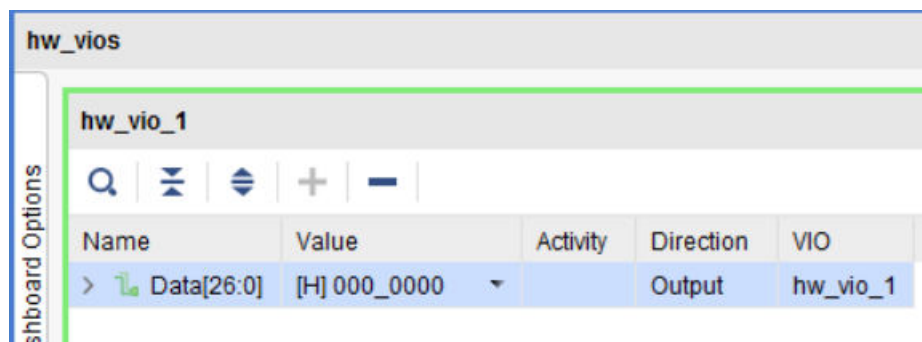 hw_vios
shboard Options
hw_vio_1
Name Value Activity Direction VIO
Data[26:0] [H] 000_0000 Output hw_vio_1